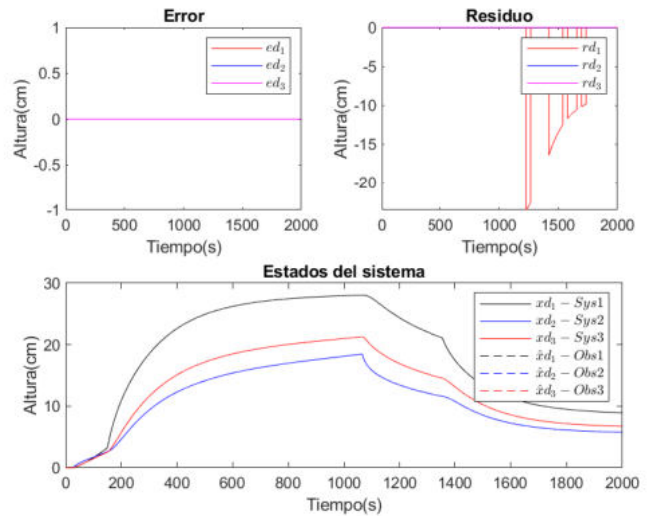 Error
1
0.5
0
-0.5
-1
Altura(cm)
0 500 1000 1500 2000
Tiempo(s)
ed₁
ed₂
ed₃
Residuo
0
-5
-10
-15
-20
Altura(cm)
0 500 1000 1500 2000
Tiempo(s)
rd₁
rd₂
rd₃
Estados del sistema
30
20
10
0
Altura(cm)
0 200 400 600 800 1000 1200 1400 1600 1800 2000
Tiempo(s)
xd₁ − Sys1
xd₂ − Sys2
xd₃ − Sys3
x̂d₁ − Obs1
x̂d₂ − Obs2
x̂d₃ − Obs3